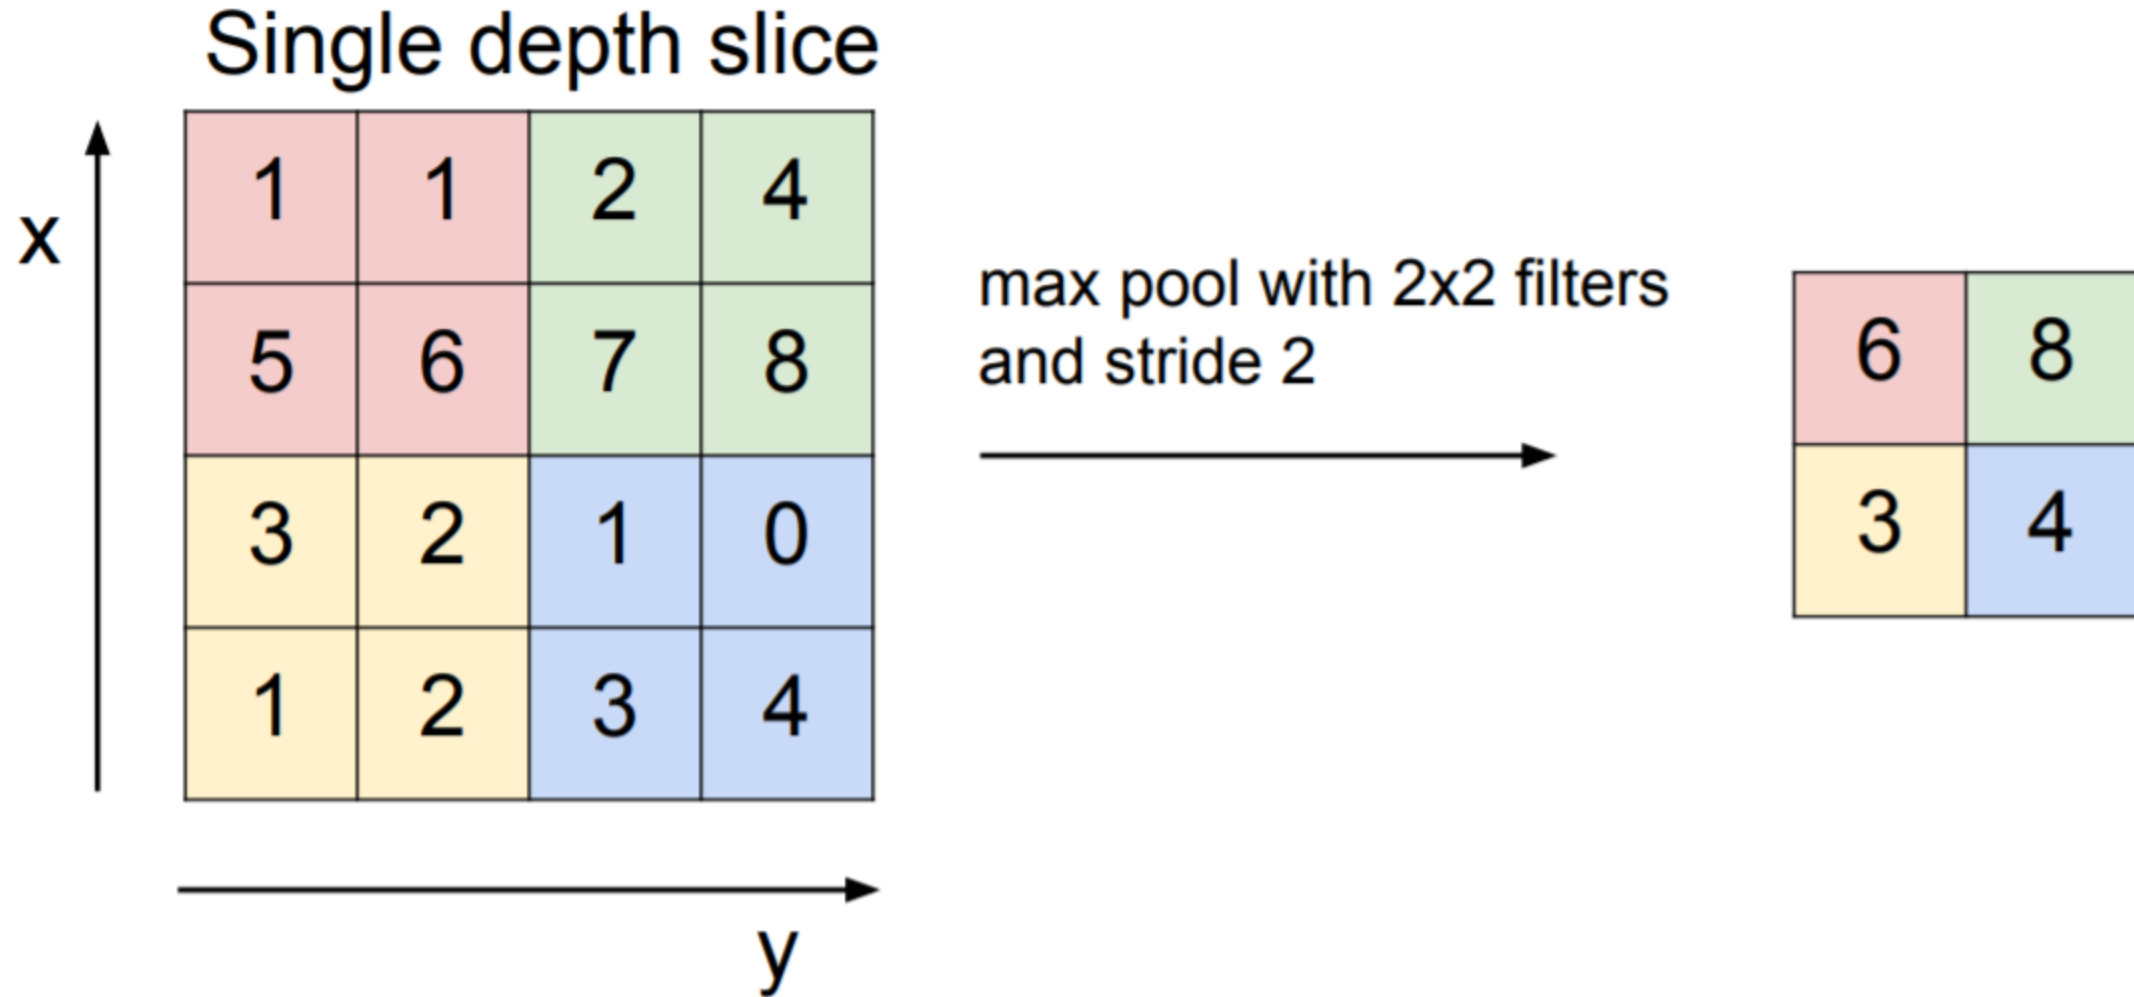 Single depth slice
x
1 1 2 4
5 6 7 8
3 2 1 0
1 2 3 4
y
max pool with 2x2 filters
and stride 2
6 8
3 4